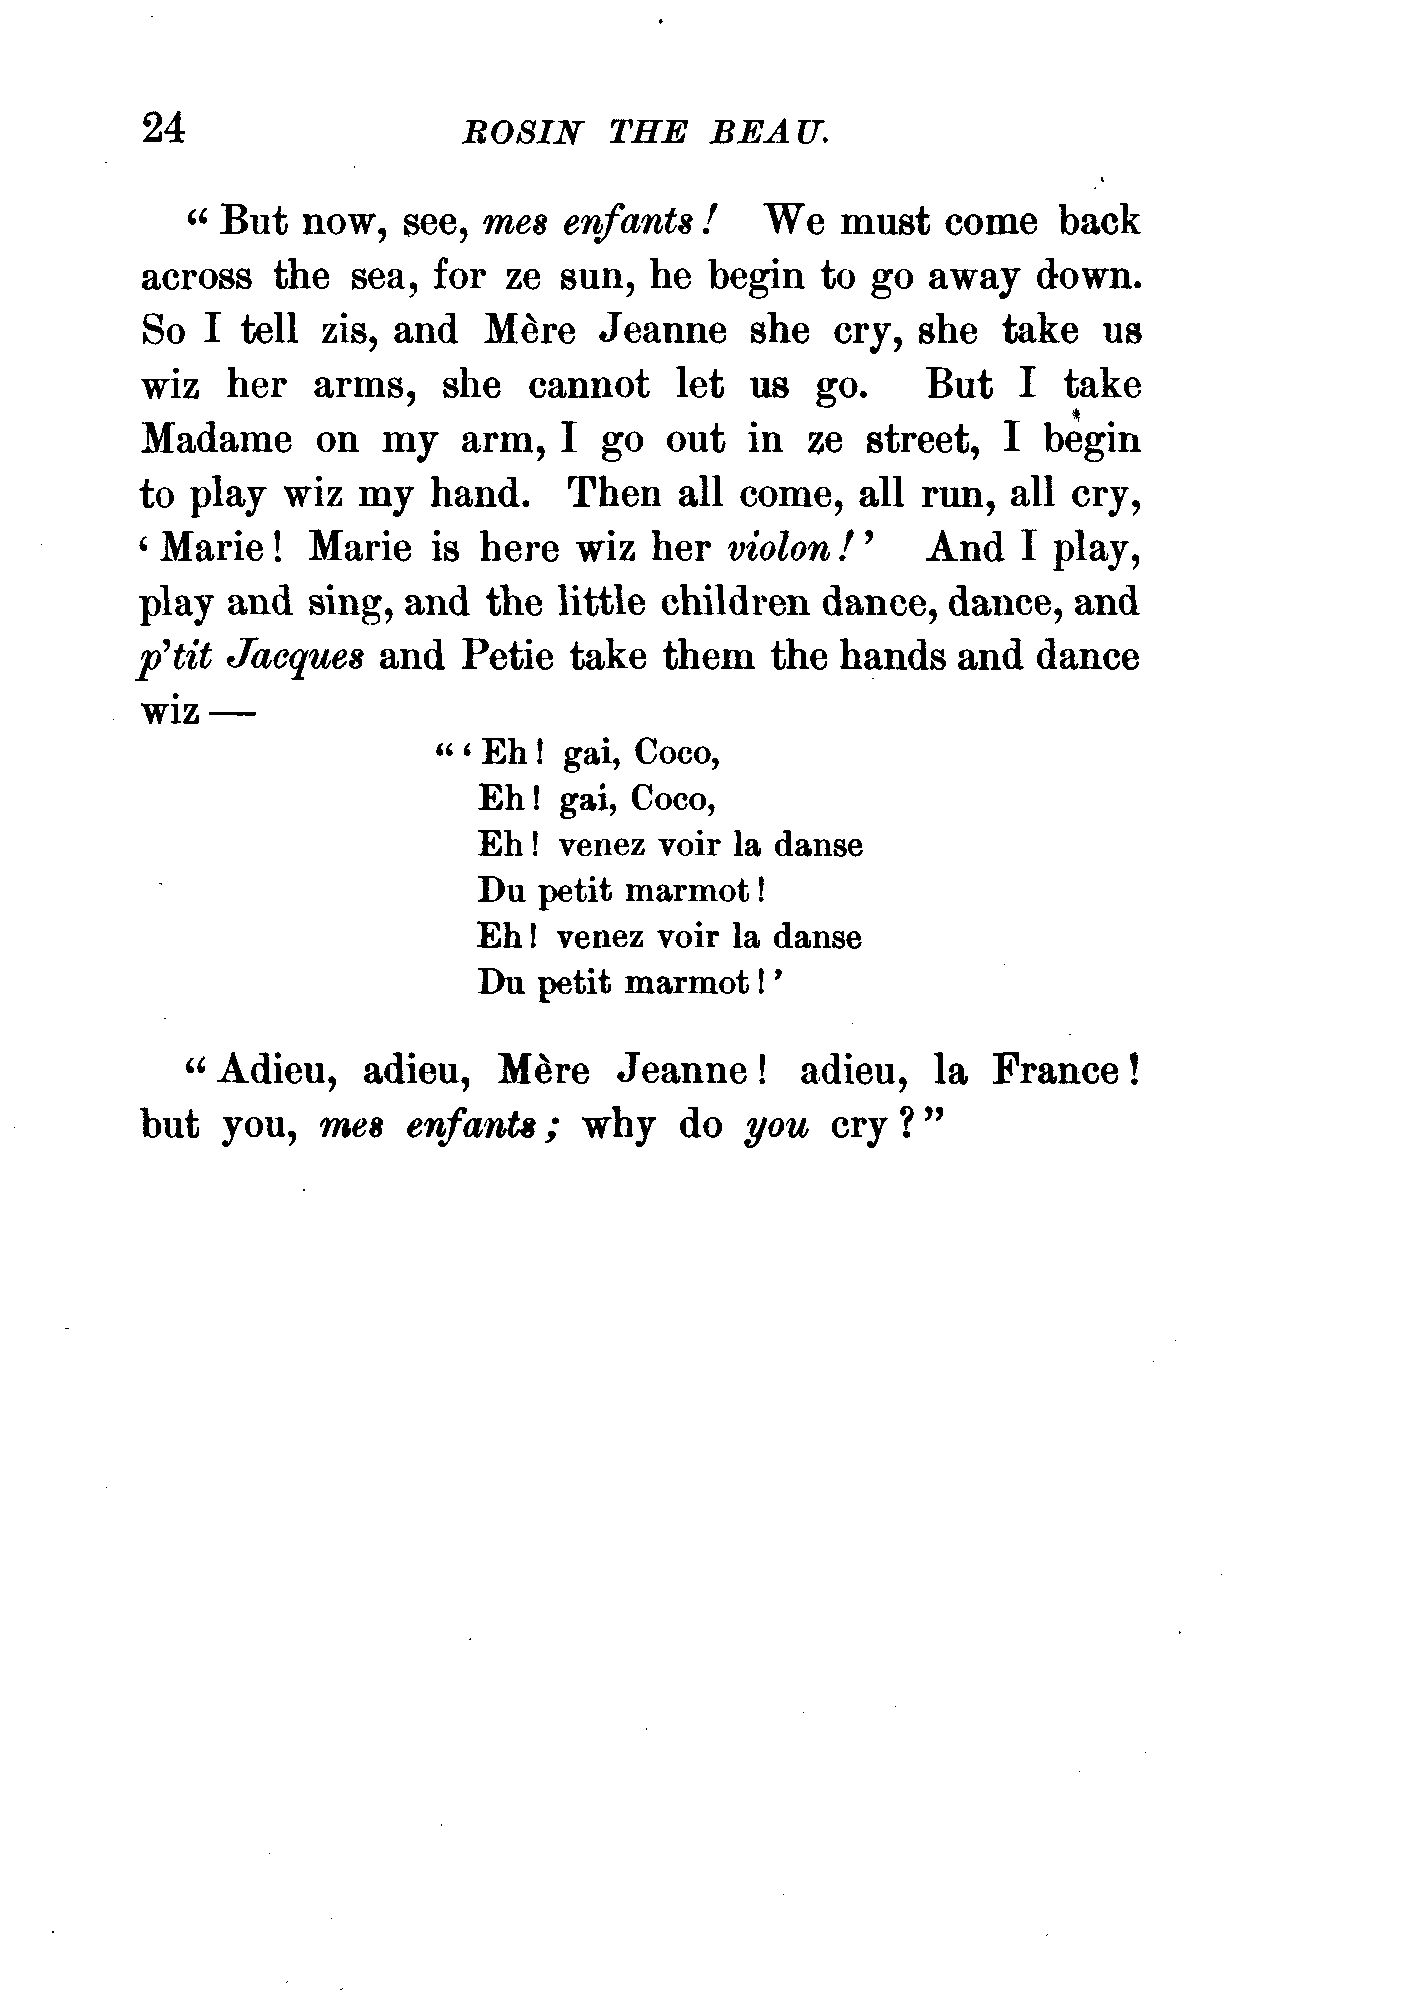 24 ROSIN THE BEAU.
“ But now, see, mes enfants ! We must come back
across the sea, for ze sun, he begin to go away down.
So I tell zis, and Mère Jeanne she cry, she take us
wiz her arms, she cannot let us go. But I take
Madame on my arm, I go out in ze street, I begin
to play wiz my hand. Then all come, all run, all cry,
‘ Marie ! Marie is here wiz her violon ! ’ And I play,
play and sing, and the little children dance, dance, and
p’tit Jacques and Petie take them the hands and dance
wiz —
“ ‘ Eh ! gai, Coco,
Eh ! gai, Coco,
Eh ! venez voir la danse
Du petit marmot !
Eh ! venez voir la danse
Du petit marmot ! ’
“ Adieu, adieu, Mère Jeanne ! adieu, la France !
but you, mes enfants ; why do you cry ? ”